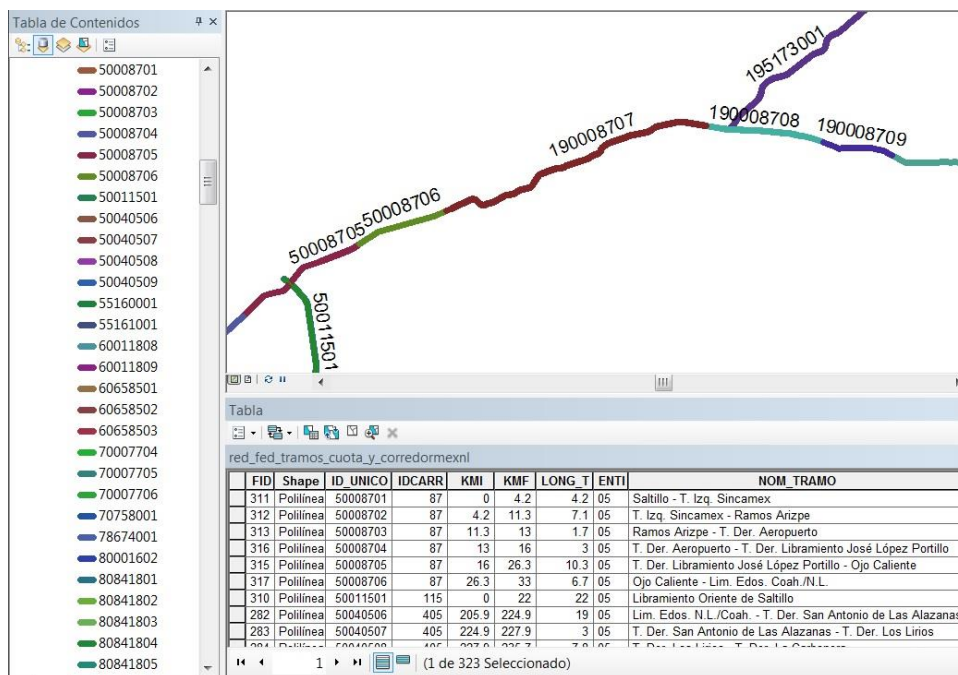 Tabla de Contenidos
50008701
50008702
50008703
50008704
50008705
50008706
50011501
50040506
50040507
50040508
50040509
55160001
55161001
60011808
60011809
60658501
60658502
60658503
70007704
70007705
70007706
70758001
78674001
80001602
80841801
80841802
80841803
80841804
80841805
195173001
190008707
190008708
190008709
50008706
50008705
50011501
Tabla
red_fed_tramos_cuota_y_corredormexnl
FID Shape ID_UNICO IDCARR KMI KMF LONG_T ENTI NOM_TRAMO
311 Polilínea 50008701 87 0 4.2 4.2 05 Saltillo - T. Izq. Sincamex
312 Polilínea 50008702 87 4.2 11.3 7.1 05 T. Izq. Sincamex - Ramos Arizpe
313 Polilínea 50008703 87 11.3 13 1.7 05 Ramos Arizpe - T. Der. Aeropuerto
316 Polilínea 50008704 87 13 16 3 05 T. Der. Aeropuerto - T. Der. Libramiento José López Portillo
315 Polilínea 50008705 87 16 26.3 10.3 05 T. Der. Libramiento José López Portillo - Ojo Caliente
317 Polilínea 50008706 87 26.3 33 6.7 05 Ojo Caliente - Lim. Edos. Coah./N.L.
310 Polilínea 50011501 115 0 22 22 05 Libramiento Oriente de Saltillo
282 Polilínea 50040506 405 205.9 224.9 19 05 Lim. Edos. N.L./Coah. - T. Der. San Antonio de Las Alazanas
283 Polilínea 50040507 405 224.9 227.9 3 05 T. Der. San Antonio de Las Alazanas - T. Der. Los Lirios
1 (1 de 323 Seleccionado)